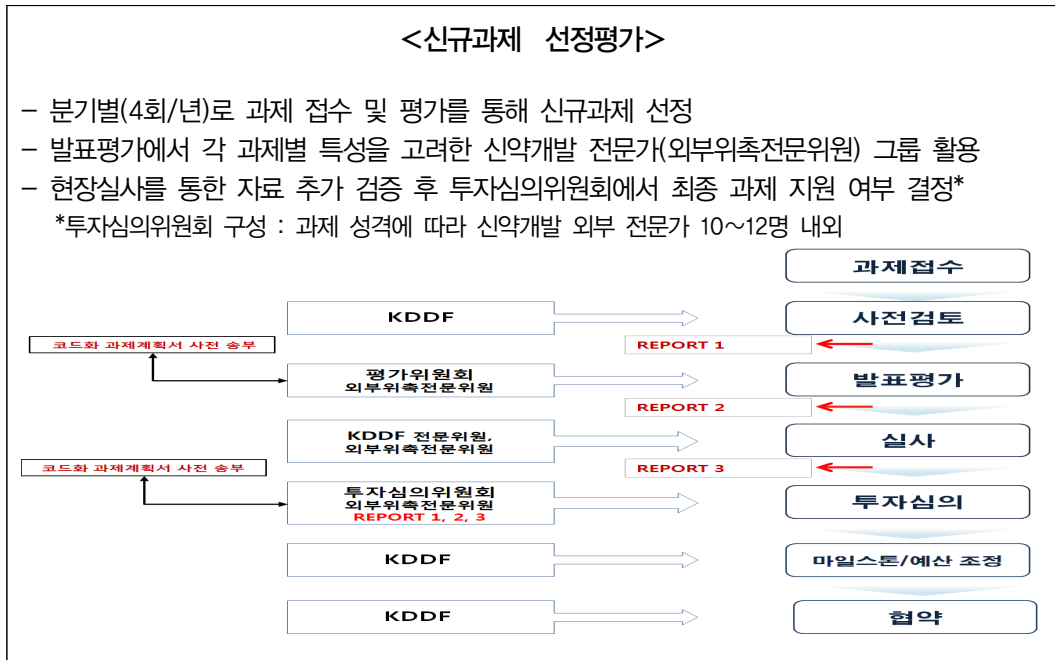 <신규과제 선정평가>
– 분기별(4회/년)로 과제 접수 및 평가를 통해 신규과제 선정
– 발표평가에서 각 과제별 특성을 고려한 신약개발 전문가(외부위촉전문위원) 그룹 활용
– 현장실사를 통한 자료 추가 검증 후 투자심의위원회에서 최종 과제 지원 여부 결정*
*투자심의위원회 구성 : 과제 성격에 따라 신약개발 외부 전문가 10~12명 내외
과제접수
KDDF
사전검토
코드화 과제계획서 사전 송부
REPORT 1
평가위원회
외부위촉전문위원
발표평가
REPORT 2
KDDF 전문위원,
외부위촉전문위원
실사
코드화 과제계획서 사전 송부
REPORT 3
투자심의위원회
외부위촉전문위원
REPORT 1, 2, 3
투자심의
KDDF
마일스톤/예산 조정
KDDF
협약